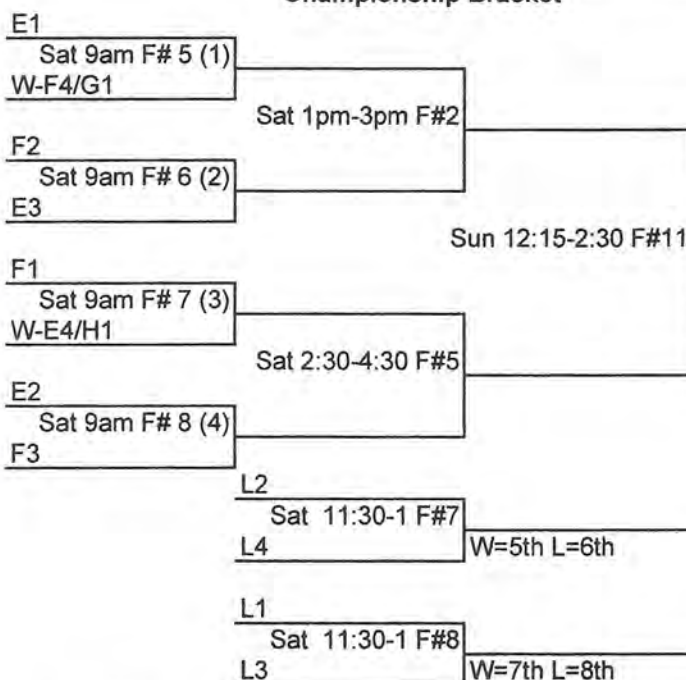 Championship Bracket
E1
Sat 9am F# 5 (1)
W-F4/G1
Sat 1pm-3pm F#2
F2
Sat 9am F# 6 (2)
E3
Sun 12:15-2:30 F#11
F1
Sat 9am F# 7 (3)
W-E4/H1
Sat 2:30-4:30 F#5
E2
Sat 9am F# 8 (4)
F3
L2
Sat 11:30-1 F#7
L4
W=5th L=6th
L1
Sat 11:30-1 F#8
L3
W=7th L=8th